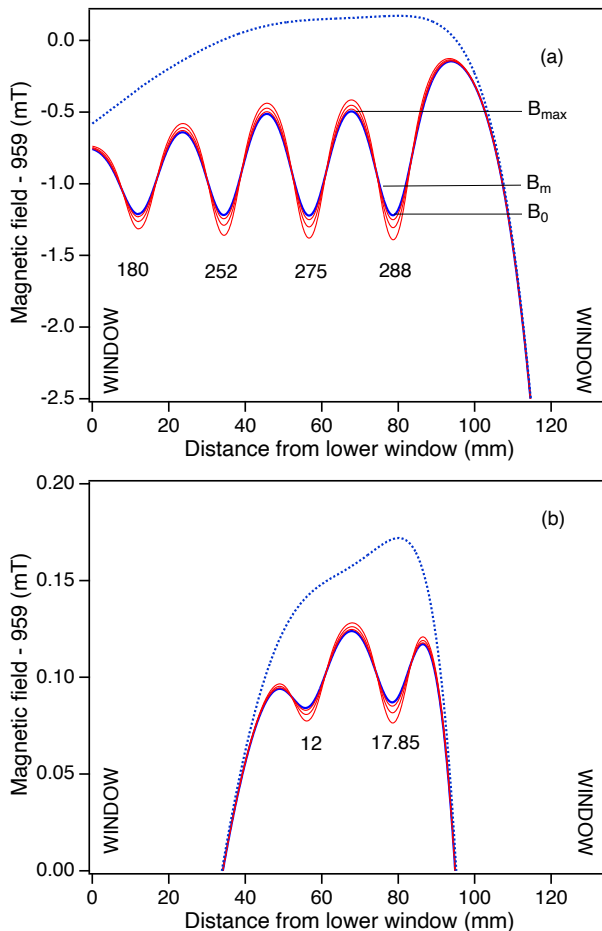 0.0
-0.5
-1.0
-1.5
-2.0
-2.5
Magnetic field - 959 (mT)
(a)
Bmax
Bm
B0
180 252 275 288
WINDOW
WINDOW
0 20 40 60 80 100 120
Distance from lower window (mm)
0.20
0.15
0.10
0.05
0.00
Magnetic field - 959 (mT)
(b)
12 17.85
WINDOW
WINDOW
0 20 40 60 80 100 120
Distance from lower window (mm)